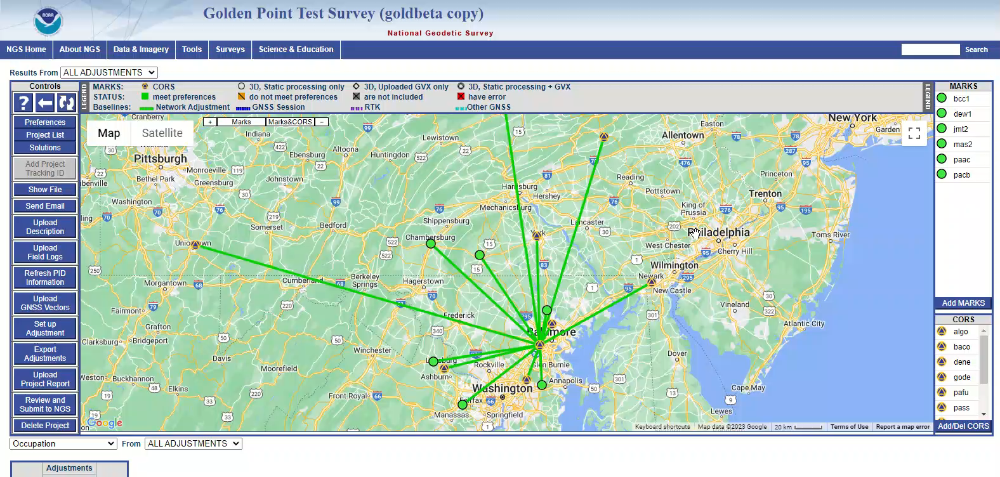 NOAA
Golden Point Test Survey (goldbeta copy)
National Geodetic Survey
NGS Home
About NGS
Data & Imagery
Tools
Surveys
Science & Education
Search
Results From ALL ADJUSTMENTS
Controls
?
Preferences
Project List
Solutions
Add Project
Tracking ID
Show File
Send Email
Upload
Description
Upload
Field Logs
Refresh PID
Information
Upload
GNSS Vectors
Set up
Adjustment
Export
Adjustments
Upload
Project Report
Review and
Submit to NGS
Delete Project
LEGEND
MARKS: CORS 3D, Static processing only 3D, Uploaded GVX only 3D, Static processing + GVX
STATUS: meet preferences do not meet preferences are not included have error
Baselines: Network Adjustment GNSS Session RTK Other GNSS
LEGEND
+ Marks Marks&CORS −
Map Satellite
Cranberry
Indiana
Altoona
Lewistown
Allentown
Easton
New York
Garden
Pittsburgh
Ebensburg
Huntingdon
Monroeville
Bethel Park
Greensburg
Johnstown
Reading
Princeton
Harrisburg
Hershey
Pottstown
Trenton
Washington
Mechanicsburg
King of
Prussia
Somerset
Bedford
Shippensburg
Lancaster
Philadelphia
Chambersburg
York
West Chester
Toms River
Uniontown
Cherry Hill
Wilmington
Newark
Morgantown
Cumberland
Berkeley
Springs
Hagerstown
New Castle
Vineland
Fairmont
Frederick
Grafton
Baltimore
Atlantic City
Clarksburg
Bridgeport
Winchester
Dover
Davis
Rockville
Glen Burnie
Moorefield
Ashburn
Weston
Buckhannon
Annapolis
Elkins
Washington
Cape May
Front Royal
Fairfax
Manassas
Springfield
Lewes
Google
Keyboard shortcuts
Map data ©2023 Google
20 km
Terms of Use
Report a map error
MARKS
bcc1
dew1
jmt2
mas2
paac
pacb
Add MARKS
CORS
algo
baco
dene
gode
pafu
pass
Add/Del CORS
Occupation From ALL ADJUSTMENTS
Adjustments